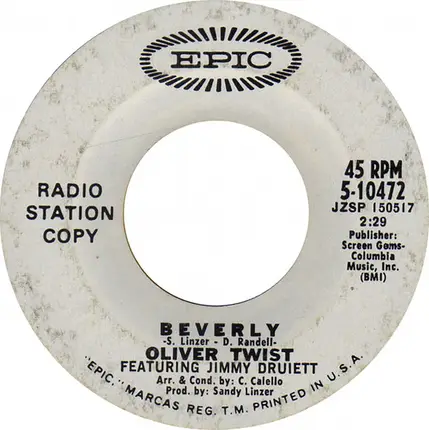 EPIC
RADIO
STATION
COPY
45 RPM
5-10472
JZSP 150517
2:29
Publisher:
Screen Gems-
Columbia
Music, Inc.
(BMI)
BEVERLY
-S. Linzer - D. Randell-
OLIVER TWIST
FEATURING JIMMY DRUIETT
Arr. & Cond. by: C. Calello
Prod. by: Sandy Linzer
"EPIC," MARCAS REG. T.M. PRINTED IN U.S.A.